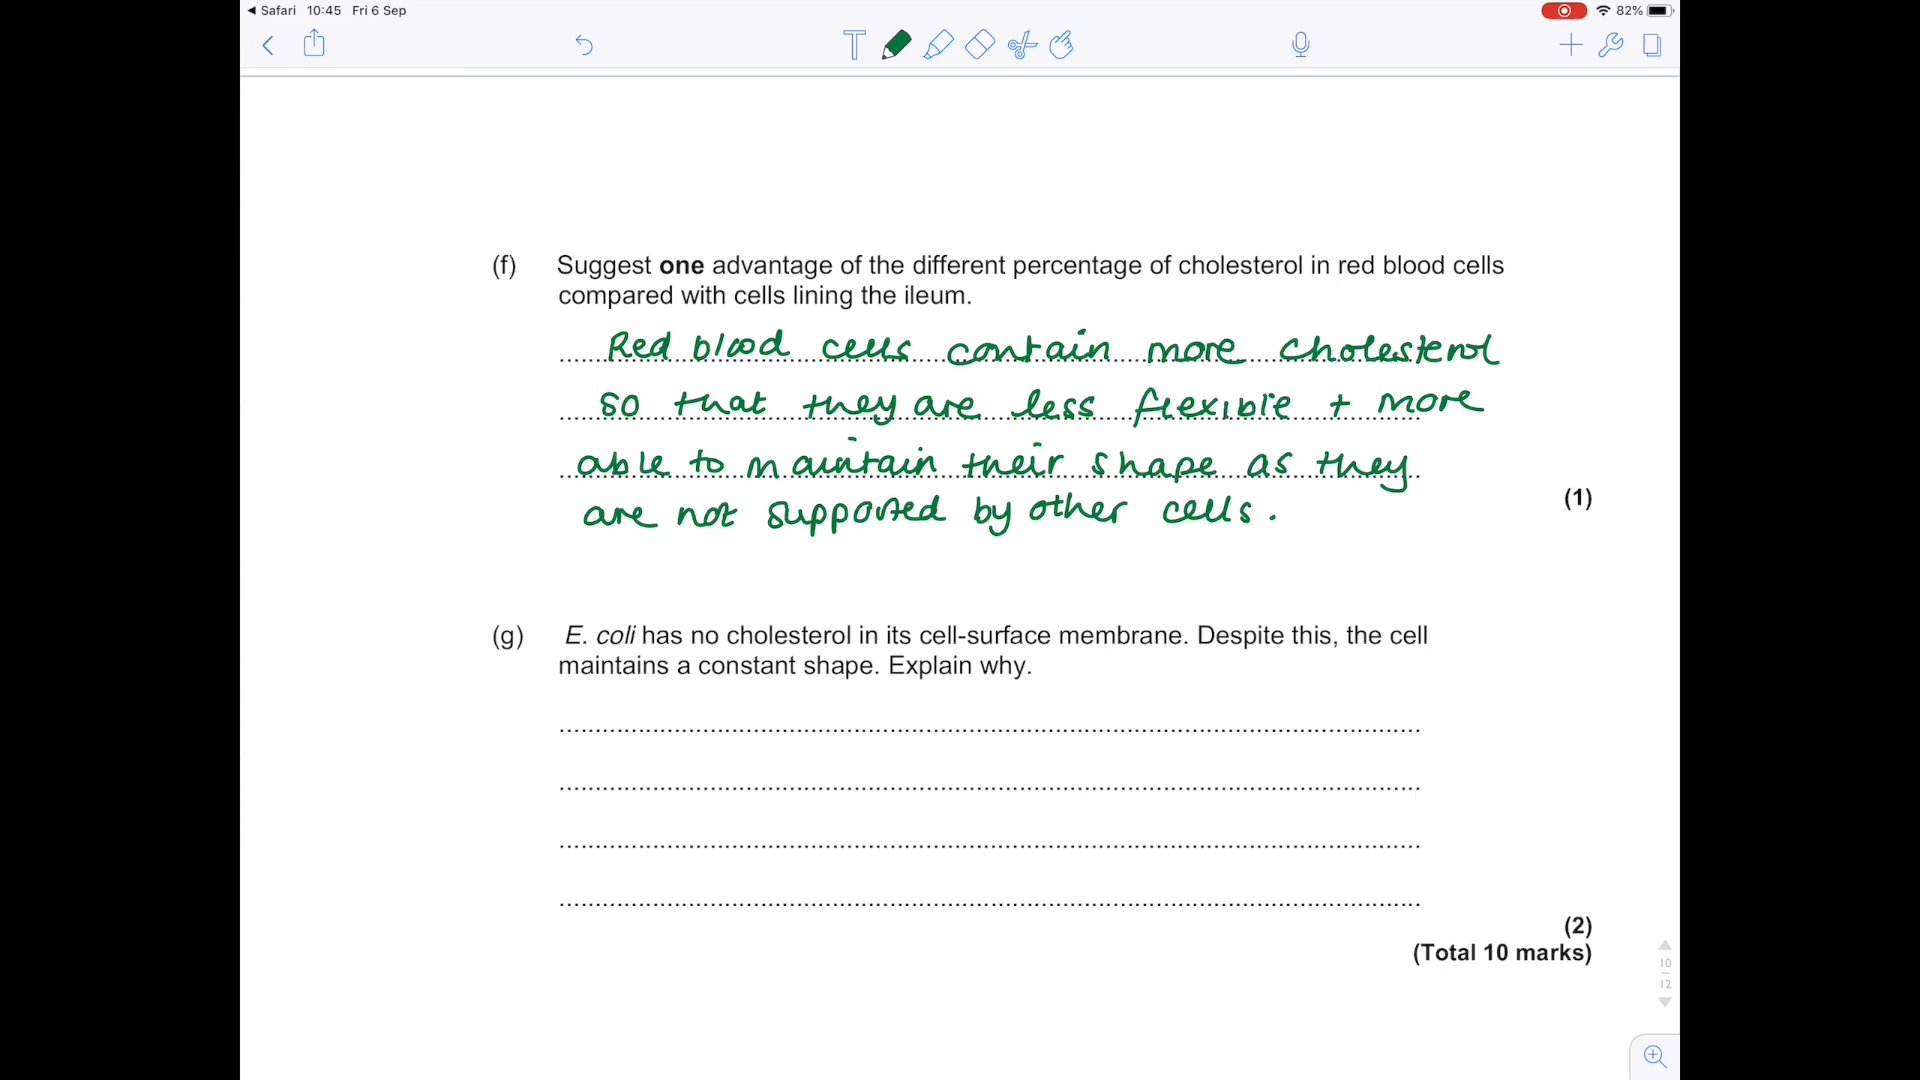 Safari 10:45 Fri 6 Sep 82%
T
(f) Suggest one advantage of the different percentage of cholesterol in red blood cells
compared with cells lining the ileum.
Red blood cells contain more cholesterol
so that they are less flexible + more
able to maintain their shape as they
are not supported by other cells.
(1)
(g) E. coli has no cholesterol in its cell-surface membrane. Despite this, the cell
maintains a constant shape. Explain why.
(2)
(Total 10 marks)
10
12